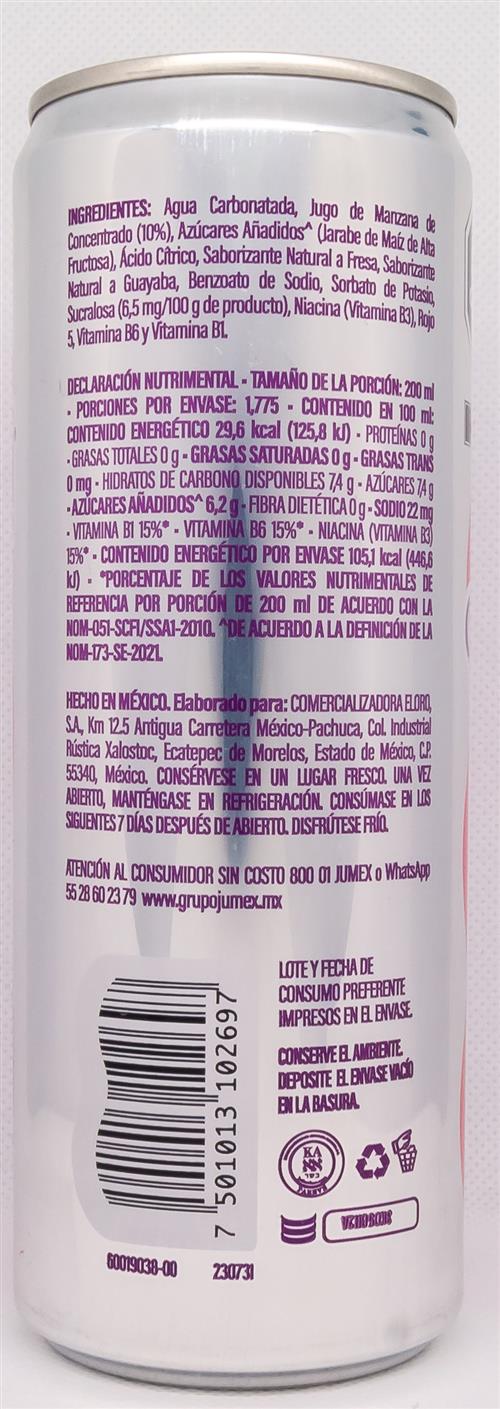 INGREDIENTES: Agua Carbonatada, Jugo de Manzana de
Concentrado (10%), Azúcares Añadidos^ (Jarabe de Maíz de Alta
Fructosa), Ácido Cítrico, Saborizante Natural a Fresa, Saborizante
Natural a Guayaba, Benzoato de Sodio, Sorbato de Potasio,
Sucralosa (6,5 mg/100 g de producto), Niacina (Vitamina B3), Rojo
5, Vitamina B6 y Vitamina B1.
DECLARACIÓN NUTRIMENTAL • TAMAÑO DE LA PORCIÓN: 200 ml
• PORCIONES POR ENVASE: 1,775 • CONTENIDO EN 100 ml:
CONTENIDO ENERGÉTICO 29,6 kcal (125,8 kJ) • PROTEÍNAS 0 g
• GRASAS TOTALES 0 g • GRASAS SATURADAS 0 g • GRASAS TRANS
0 mg • HIDRATOS DE CARBONO DISPONIBLES 7,4 g • AZÚCARES 7,4 g
• AZÚCARES AÑADIDOS^ 6,2 g • FIBRA DIETÉTICA 0 g • SODIO 22 mg
• VITAMINA B1 15%* • VITAMINA B6 15%* • NIACINA (VITAMINA B3)
15%* • CONTENIDO ENERGÉTICO POR ENVASE 105,1 kcal (446,6
kJ) • *PORCENTAJE DE LOS VALORES NUTRIMENTALES DE
REFERENCIA POR PORCIÓN DE 200 ml DE ACUERDO CON LA
NOM-051-SCFI/SSA1-2010. ^DE ACUERDO A LA DEFINICIÓN DE LA
NOM-173-SE-2021.
HECHO EN MÉXICO. Elaborado para: COMERCIALIZADORA ELORO,
S.A., Km 12.5 Antigua Carretera México-Pachuca, Col. Industrial
Rústica Xalostoc, Ecatepec de Morelos, Estado de México, C.P.
55340, México. CONSÉRVESE EN UN LUGAR FRESCO. UNA VEZ
ABIERTO, MANTÉNGASE EN REFRIGERACIÓN. CONSÚMASE EN LOS
SIGUIENTES 7 DÍAS DESPUÉS DE ABIERTO. DISFRÚTESE FRÍO.
ATENCIÓN AL CONSUMIDOR SIN COSTO 800 01 JUMEX o WhatsApp
55 28 60 23 79 www.grupojumex.mx
LOTE Y FECHA DE
CONSUMO PREFERENTE
IMPRESOS EN EL ENVASE.
CONSERVE EL AMBIENTE.
DEPOSITE EL ENVASE VACÍO
EN LA BASURA.
KA
7 501013 102697
60019038-00 230731